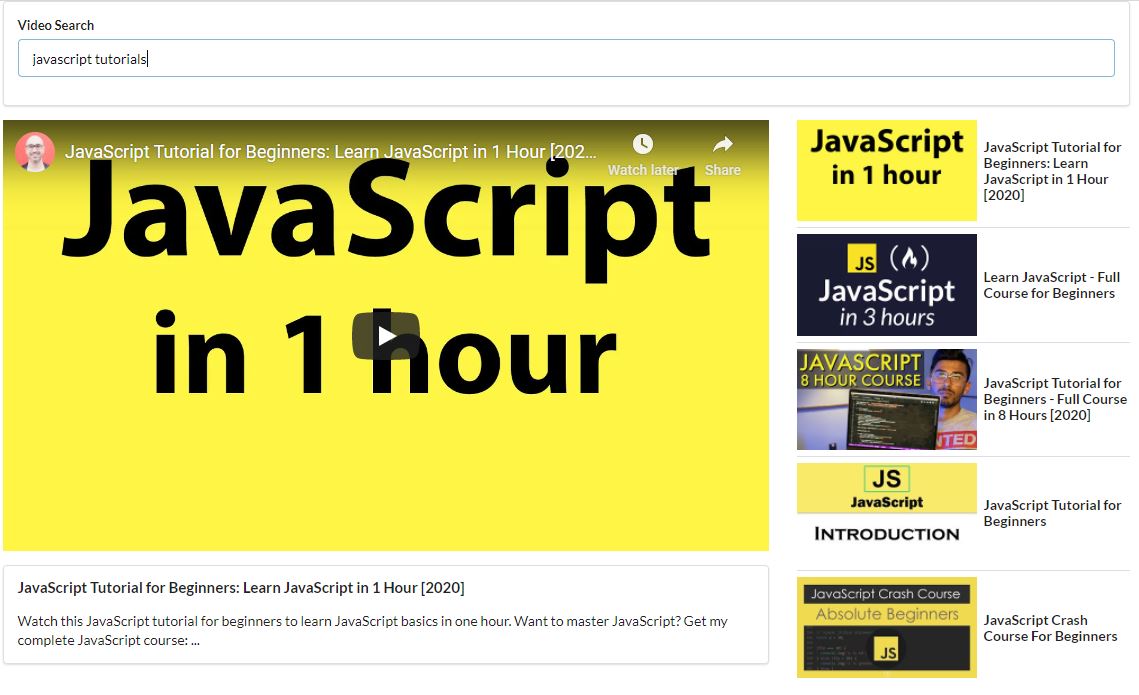 Video Search
javascript tutorials
JavaScript Tutorial for Beginners: Learn JavaScript in 1 Hour [202...
Watch later
Share
JavaScript
in 1 hour
JavaScript Tutorial for Beginners: Learn JavaScript in 1 Hour [2020]
Watch this JavaScript tutorial for beginners to learn JavaScript basics in one hour. Want to master JavaScript? Get my
complete JavaScript course: ...
JavaScript
in 1 hour
JavaScript Tutorial for
Beginners: Learn
JavaScript in 1 Hour
[2020]
JS
JavaScript
in 3 hours
Learn JavaScript - Full
Course for Beginners
JAVASCRIPT
8 HOUR COURSE
NTED
JavaScript Tutorial for
Beginners - Full Course
in 8 Hours [2020]
JS
JavaScript
INTRODUCTION
JavaScript Tutorial for
Beginners
JavaScript Crash Course
Absolute Beginners
JS
JavaScript Crash
Course For Beginners